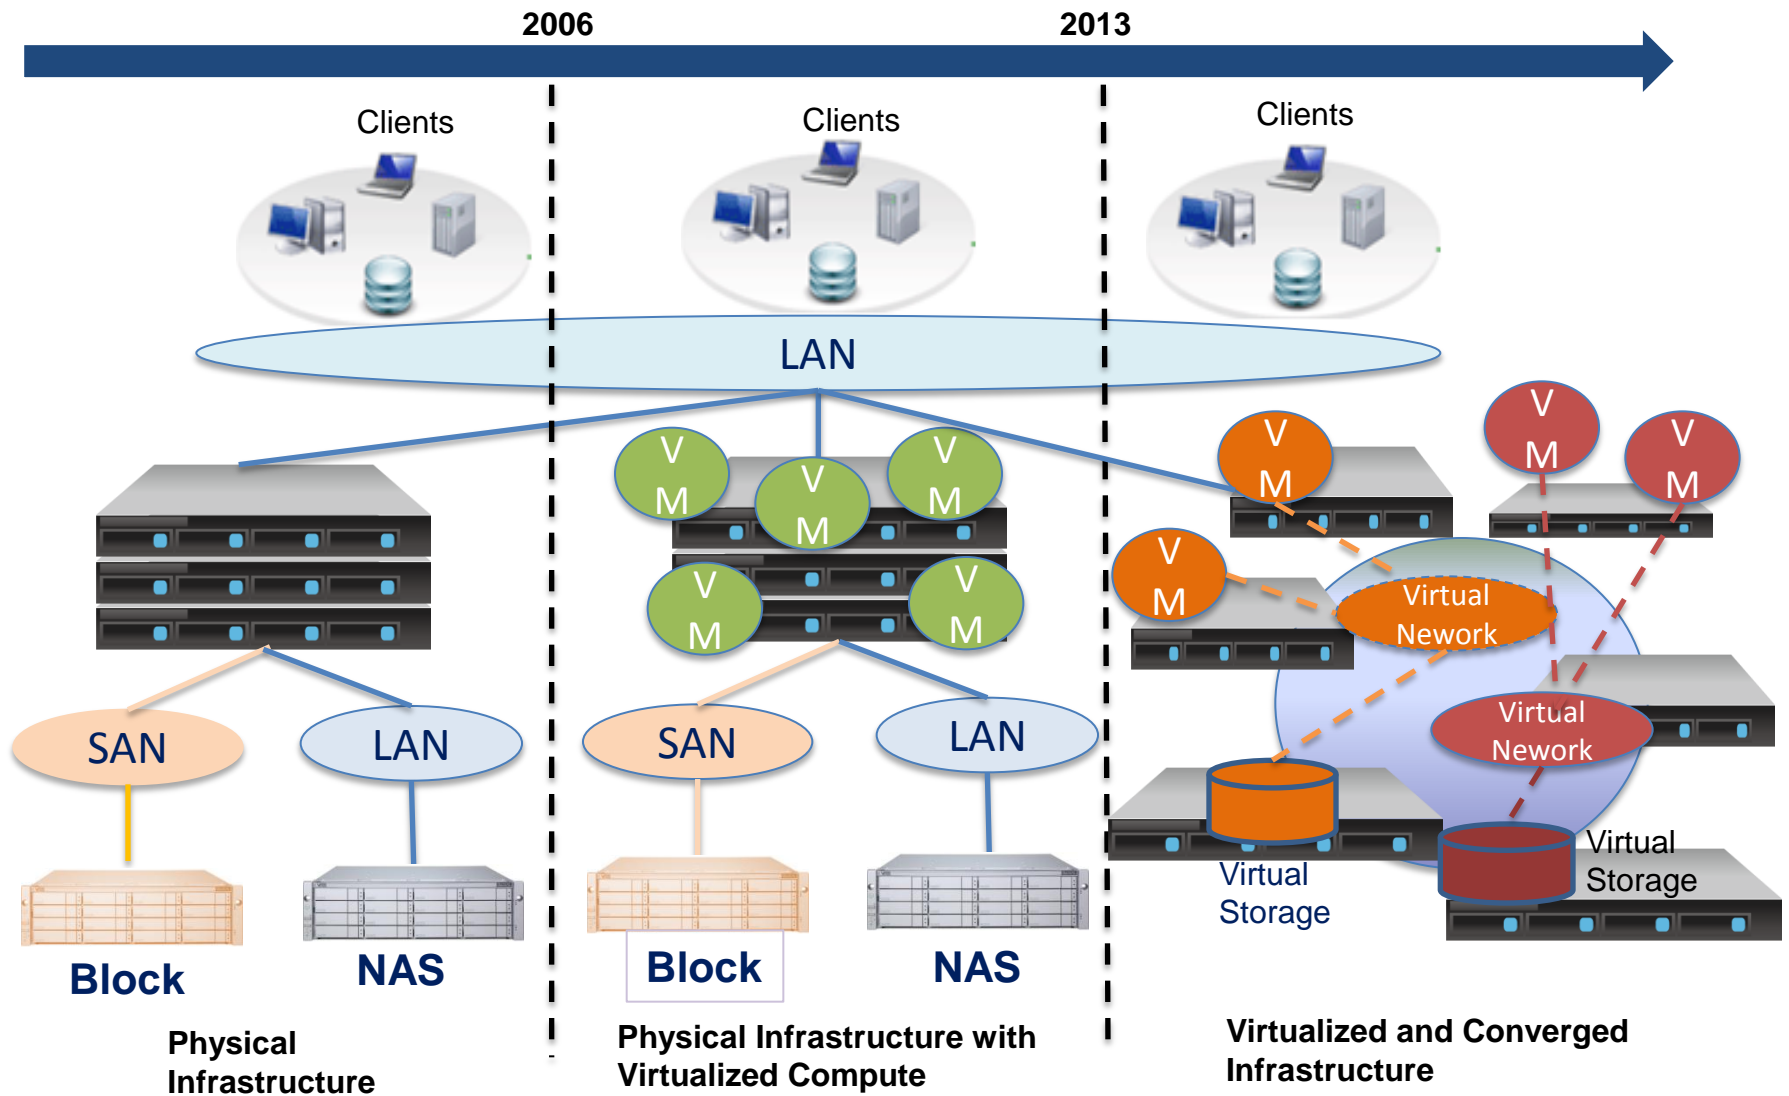 2006
2013
Clients
Clients
Clients
LAN
V
M
V
M
V
M
V
M
V
M
V
M
V
M
V
M
V
M
Virtual
Nework
Virtual
Nework
SAN
LAN
SAN
LAN
Virtual
Storage
Virtual
Storage
Block
NAS
Block
NAS
Physical
Infrastructure
Physical Infrastructure with
Virtualized Compute
Virtualized and Converged
Infrastructure